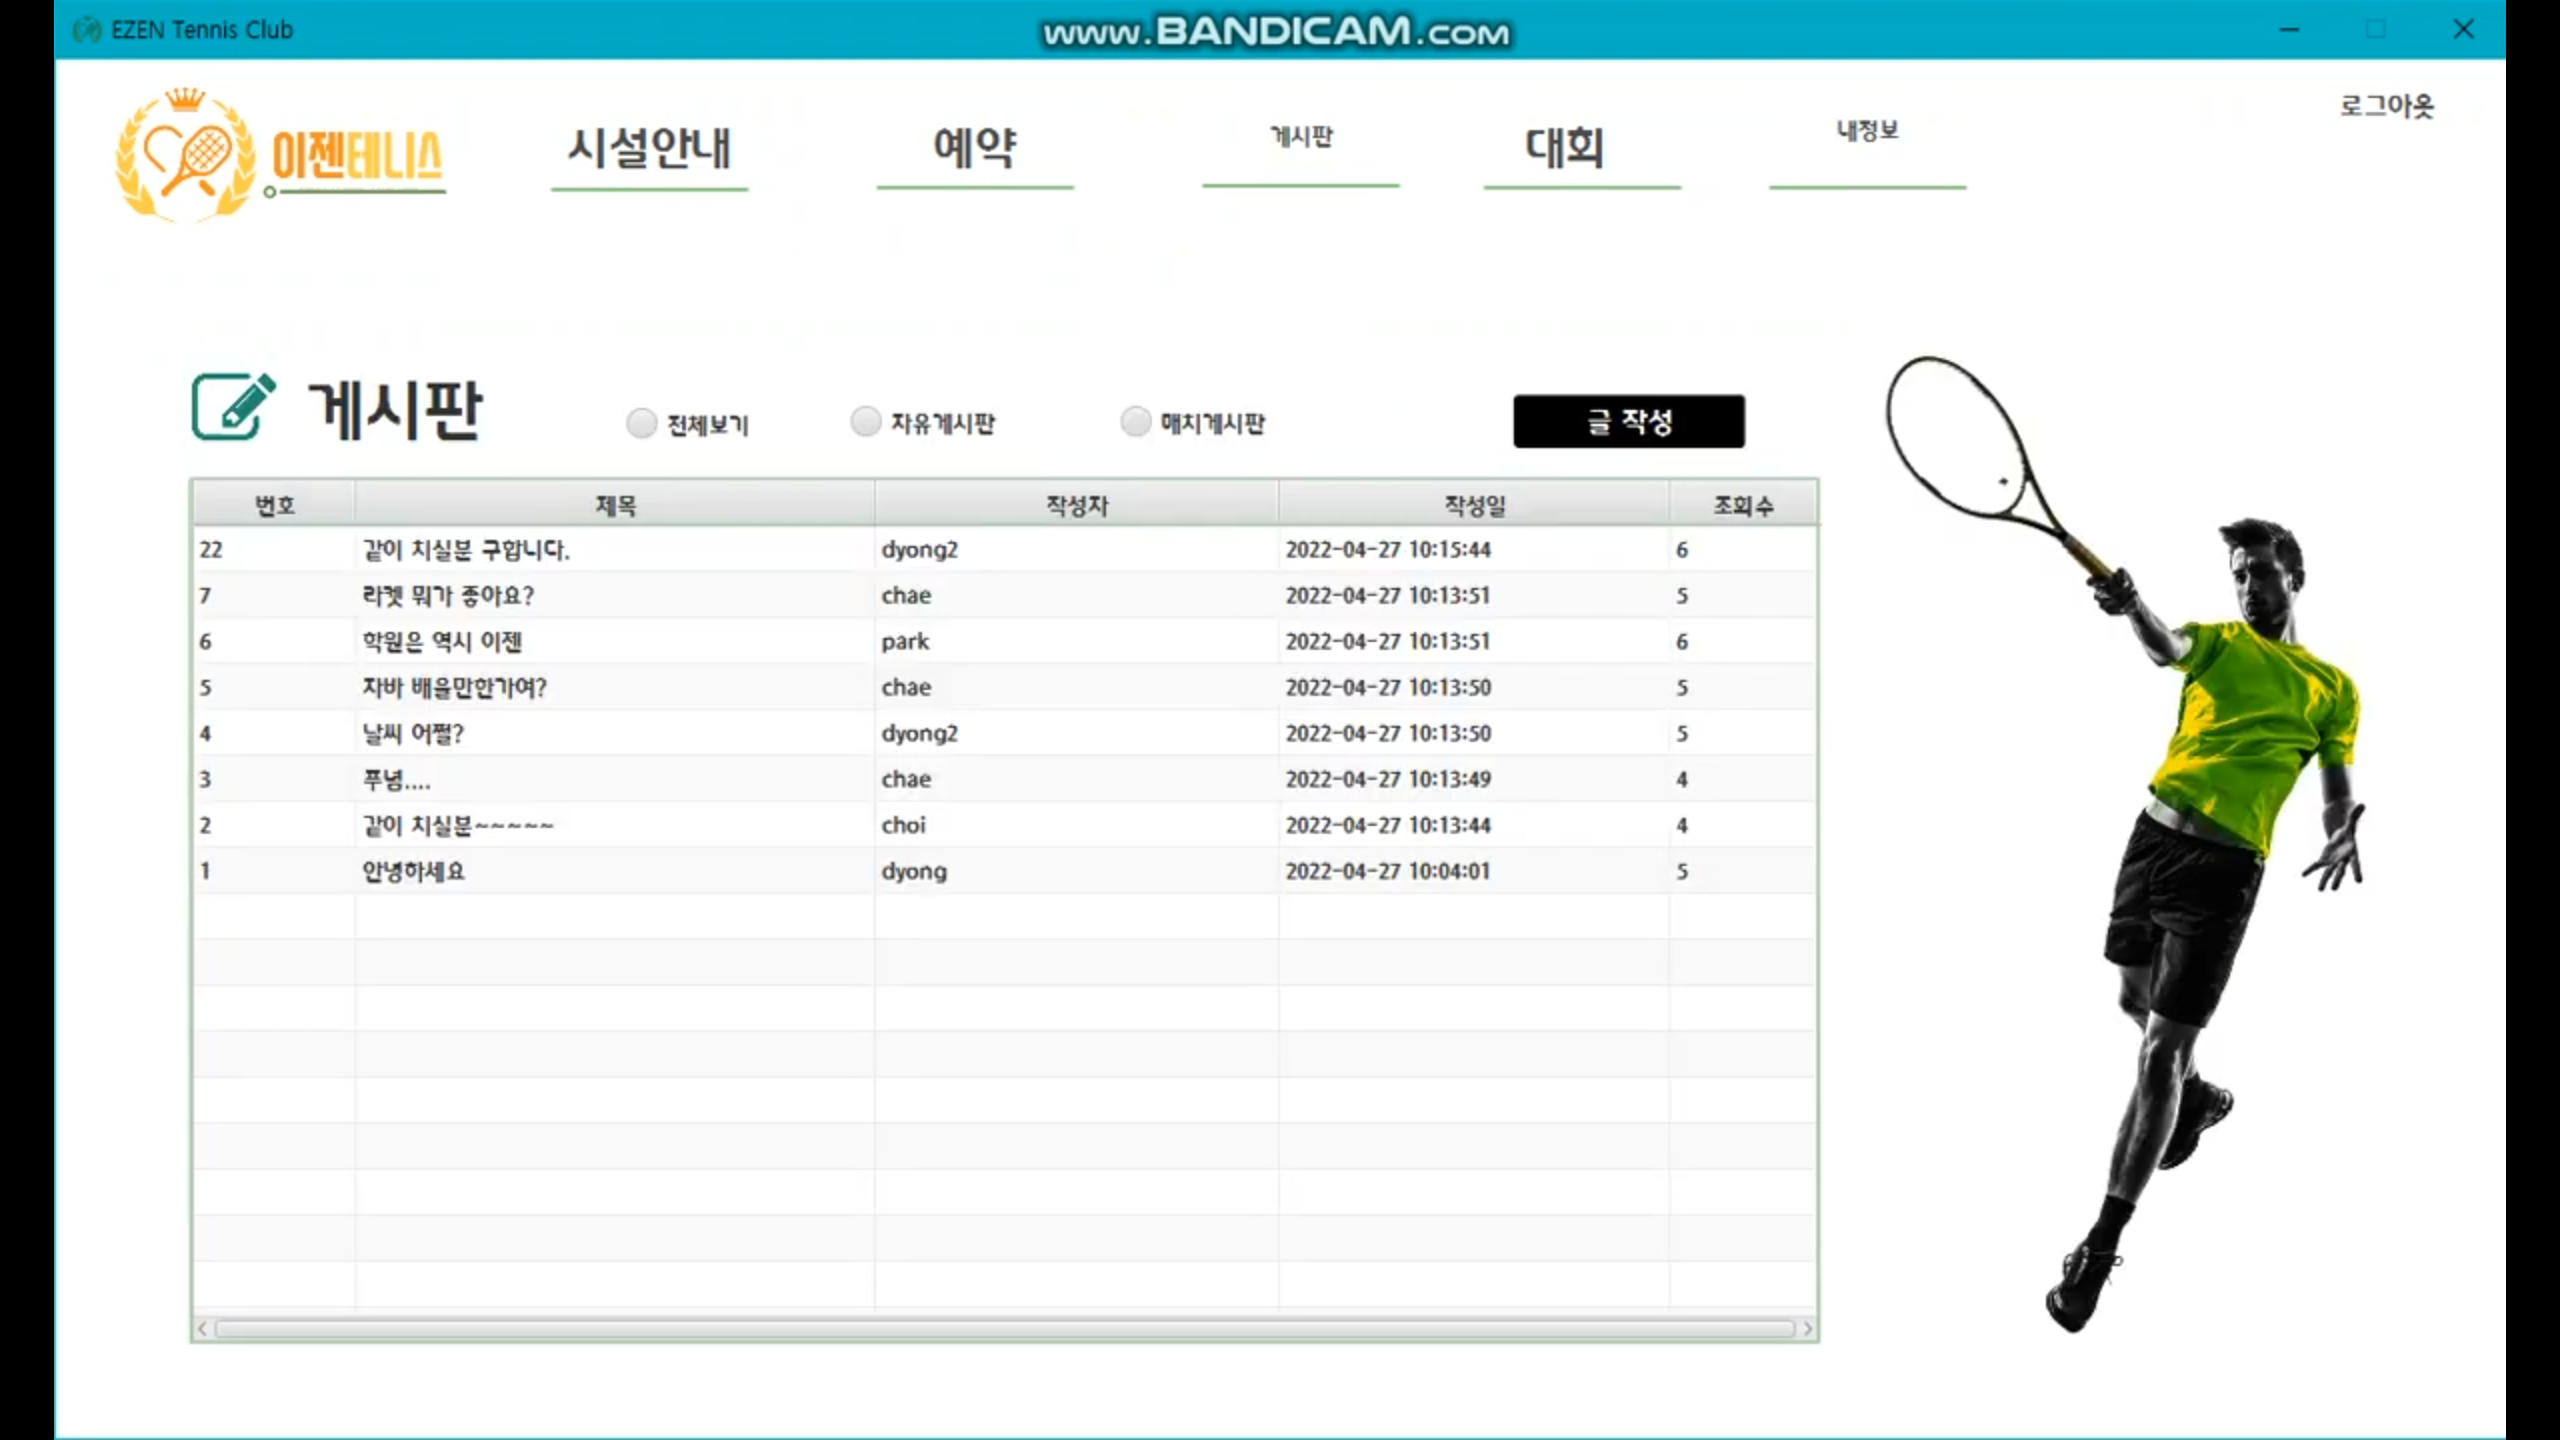 EZEN Tennis Club
www.BANDICAM.com
로그아웃
이젠테니스
시설안내 예약 게시판 대회 내정보
게시판 전체보기 자유게시판 매치게시판 글 작성
번호 제목 작성자 작성일 조회수
22 같이 치실분 구합니다. dyong2 2022-04-27 10:15:44 6
7 라켓 뭐가 좋아요? chae 2022-04-27 10:13:51 5
6 학원은 역시 이젠 park 2022-04-27 10:13:51 6
5 자바 배울만한가여? chae 2022-04-27 10:13:50 5
4 날씨 어쩔? dyong2 2022-04-27 10:13:50 5
3 푸념.... chae 2022-04-27 10:13:49 4
2 같이 치실분~~~~~ choi 2022-04-27 10:13:44 4
1 안녕하세요 dyong 2022-04-27 10:04:01 5